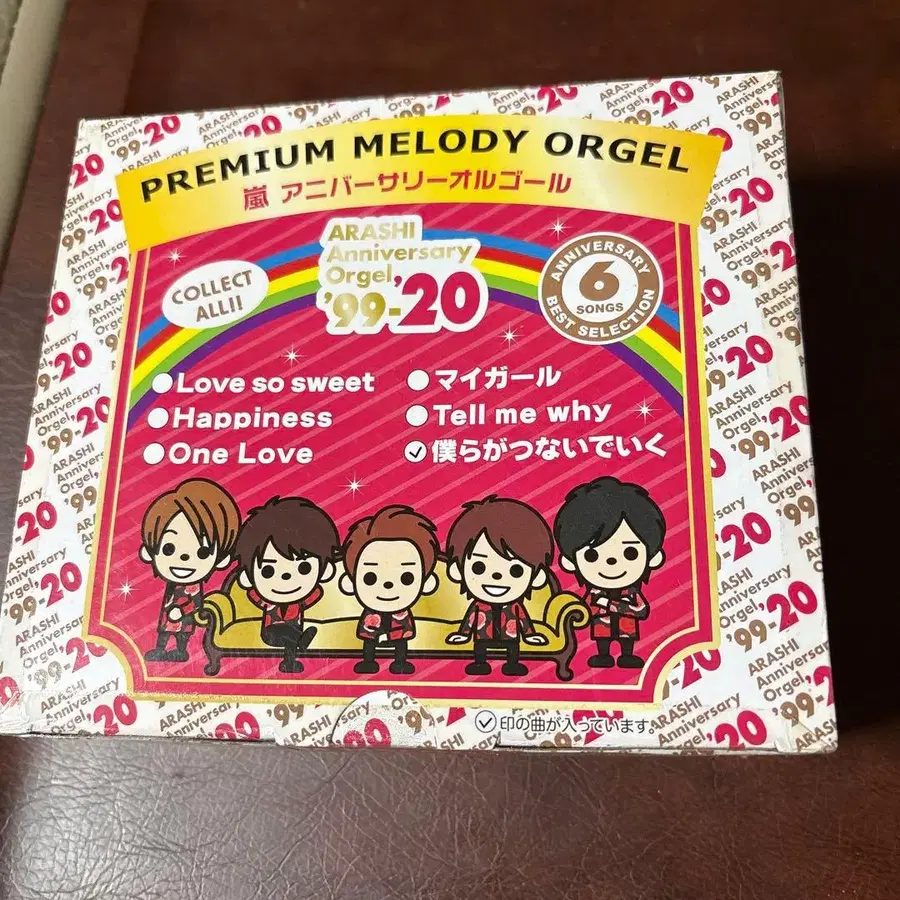 PREMIUM MELODY ORGEL
嵐 アニバーサリーオルゴール
ARASHI
Anniversary
Orgel,
'99-'20
COLLECT
ALL!!
ANNIVERSARY
6
SONGS
BEST SELECTION
Love so sweet
Happiness
One Love
マイガール
Tell me why
僕らがつないでいく
印の曲が入っています。